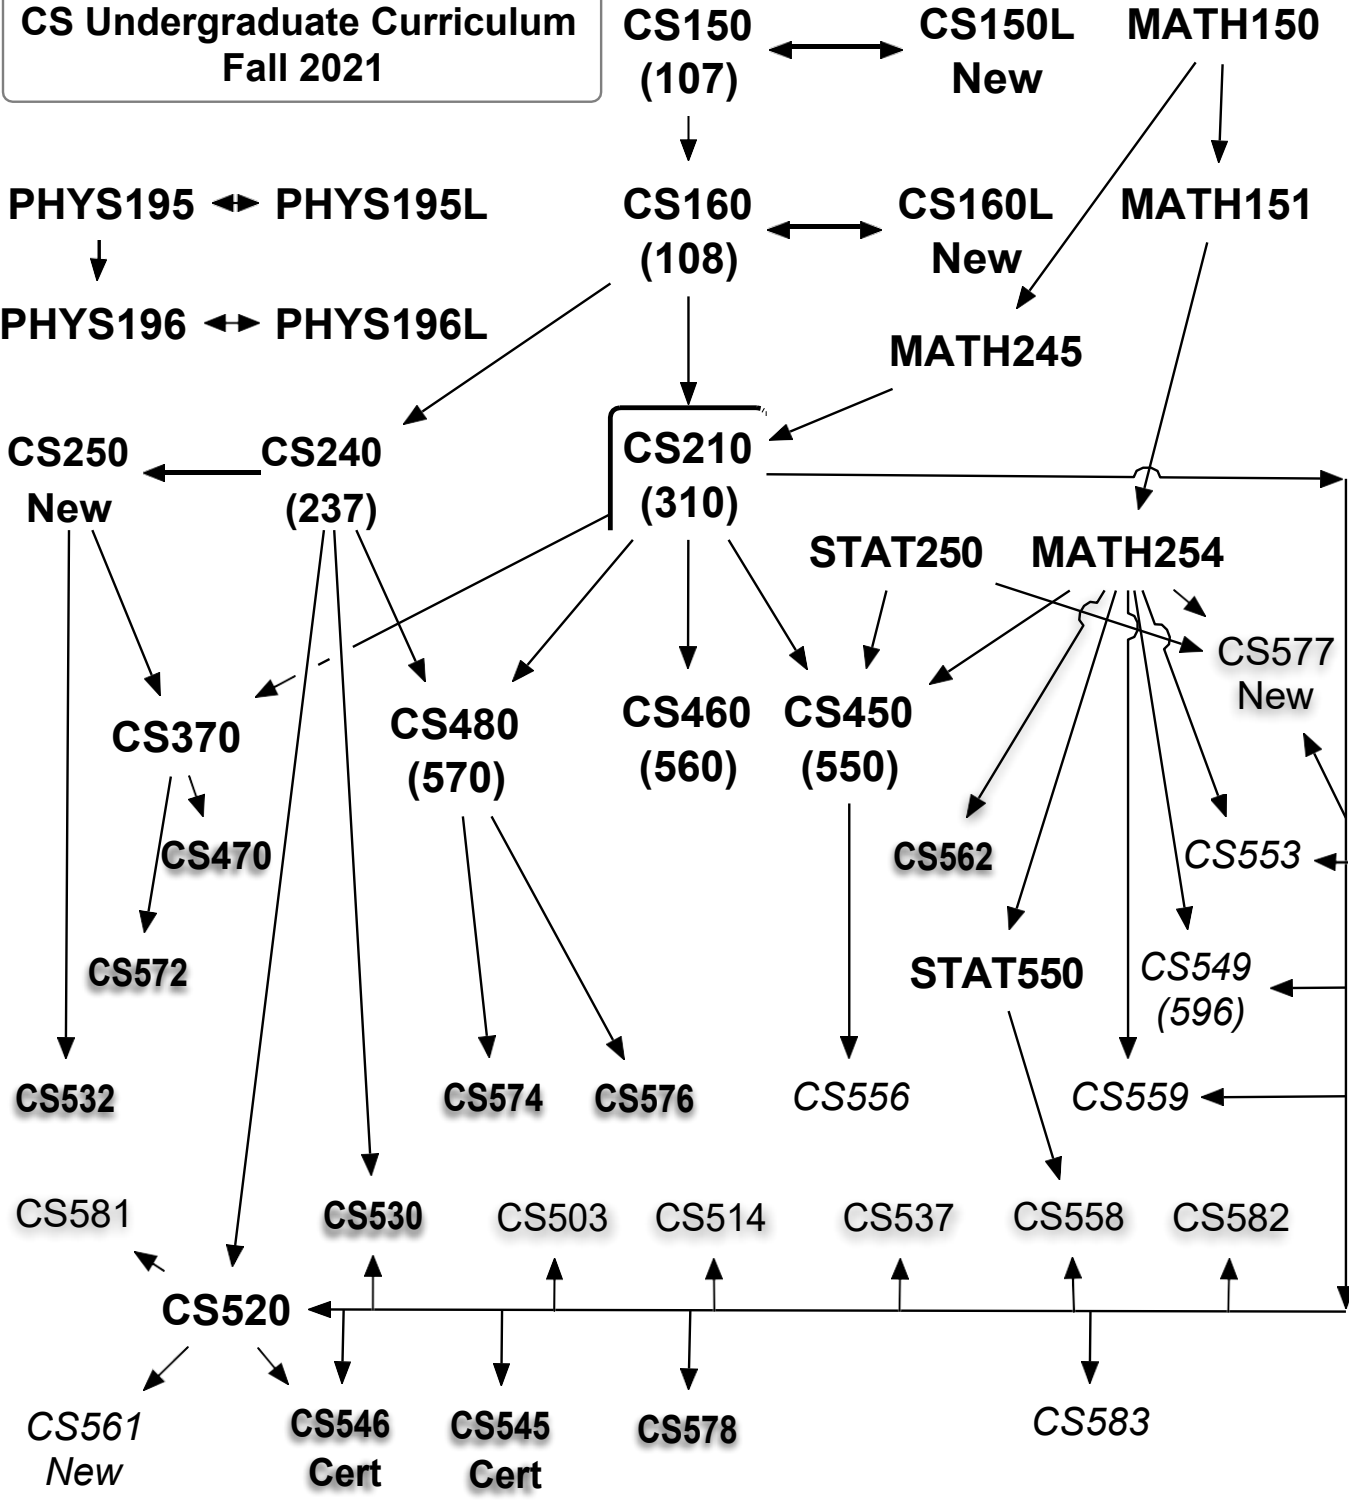 CS Undergraduate Curriculum
Fall 2021
CS150
(107)
CS150L
New
MATH150
PHYS195
PHYS195L
CS160
(108)
CS160L
New
MATH151
PHYS196
PHYS196L
MATH245
CS250
New
CS240
(237)
CS210
(310)
STAT250
MATH254
CS577
New
CS370
CS480
(570)
CS460
(560)
CS450
(550)
CS470
CS562
CS553
CS572
STAT550
CS549
(596)
CS532
CS574
CS576
CS556
CS559
CS581
CS530
CS503
CS514
CS537
CS558
CS582
CS520
CS561
New
CS546
Cert
CS545
Cert
CS578
CS583